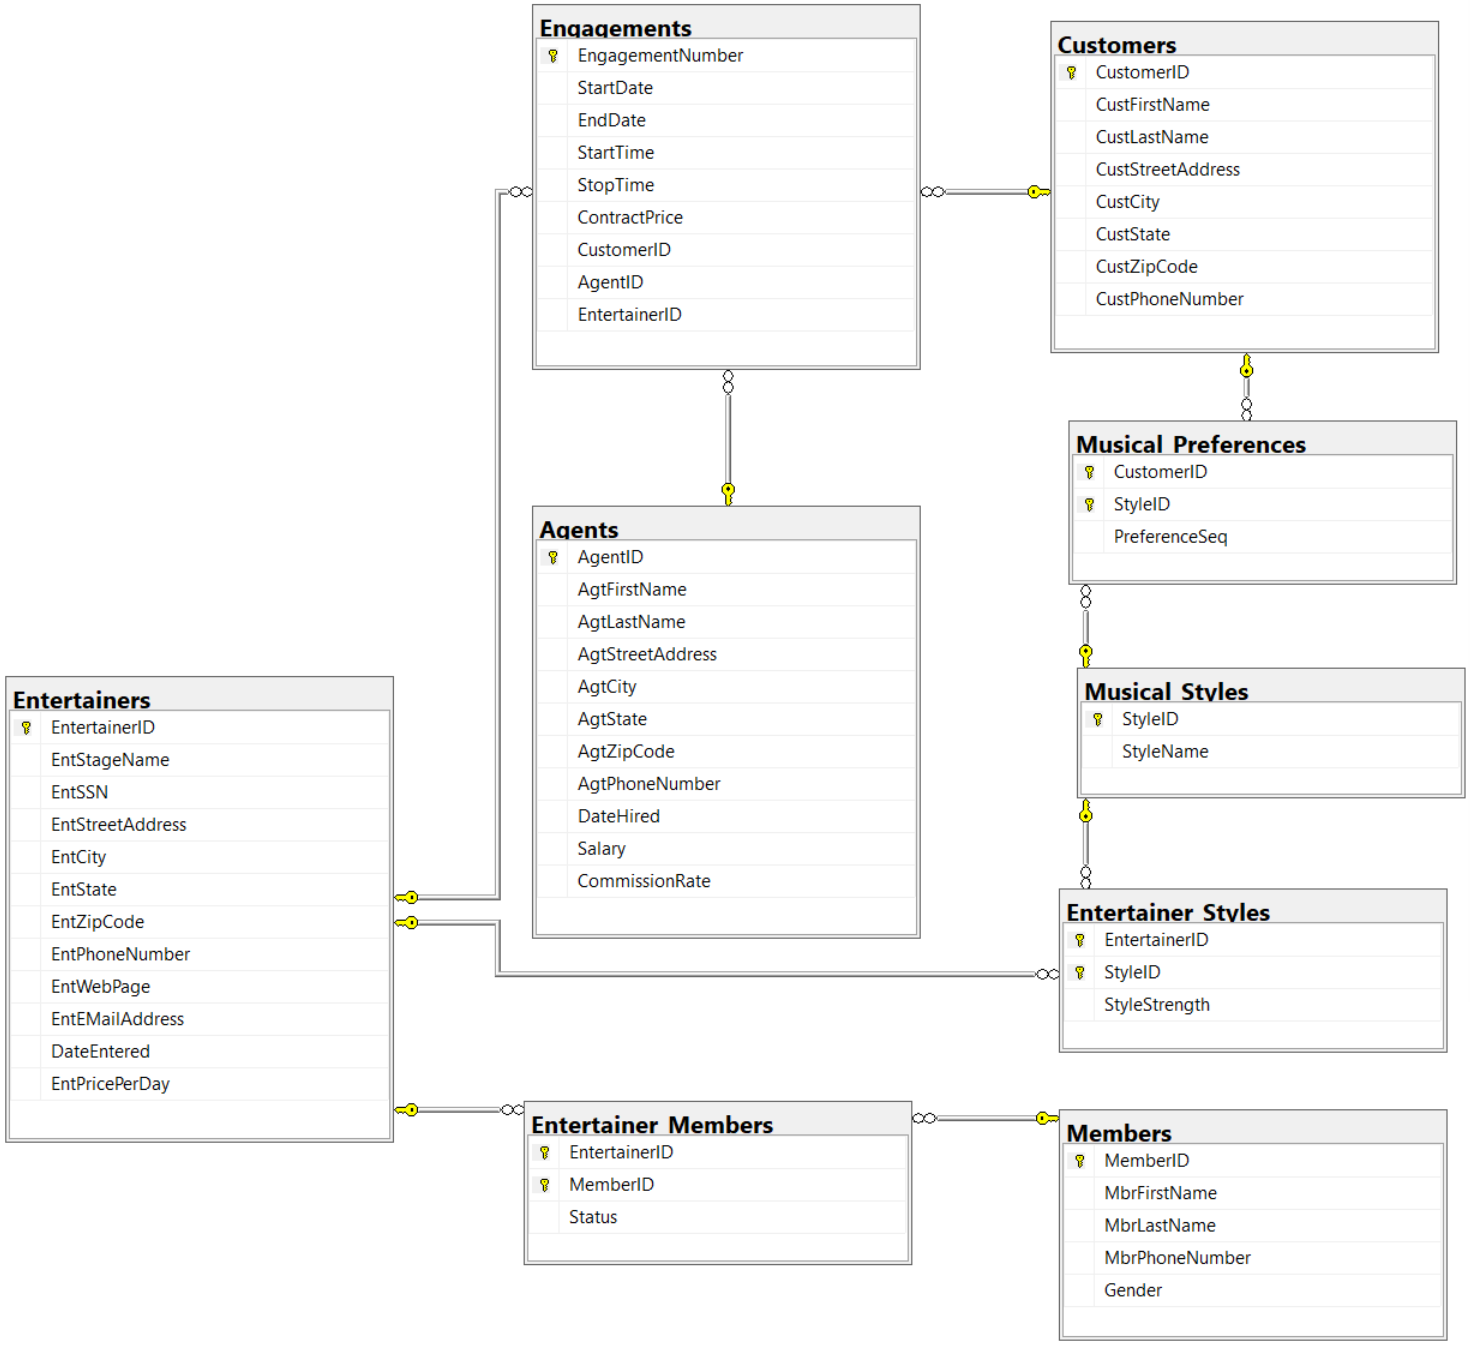 Engagements
EngagementNumber
StartDate
EndDate
StartTime
StopTime
ContractPrice
CustomerID
AgentID
EntertainerID
Customers
CustomerID
CustFirstName
CustLastName
CustStreetAddress
CustCity
CustState
CustZipCode
CustPhoneNumber
Musical_Preferences
CustomerID
StyleID
PreferenceSeq
Agents
AgentID
AgtFirstName
AgtLastName
AgtStreetAddress
AgtCity
AgtState
AgtZipCode
AgtPhoneNumber
DateHired
Salary
CommissionRate
Musical_Styles
StyleID
StyleName
Entertainers
EntertainerID
EntStageName
EntSSN
EntStreetAddress
EntCity
EntState
EntZipCode
EntPhoneNumber
EntWebPage
EntEMailAddress
DateEntered
EntPricePerDay
Entertainer_Styles
EntertainerID
StyleID
StyleStrength
Entertainer_Members
EntertainerID
MemberID
Status
Members
MemberID
MbrFirstName
MbrLastName
MbrPhoneNumber
Gender